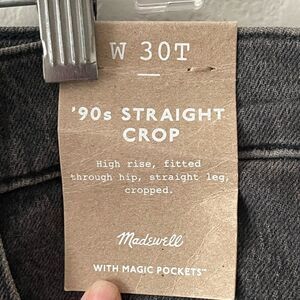 W 30T
'90s STRAIGHT
CROP
High rise, fitted
through hip, straight leg,
cropped.
Madewell
WITH MAGIC POCKETS™